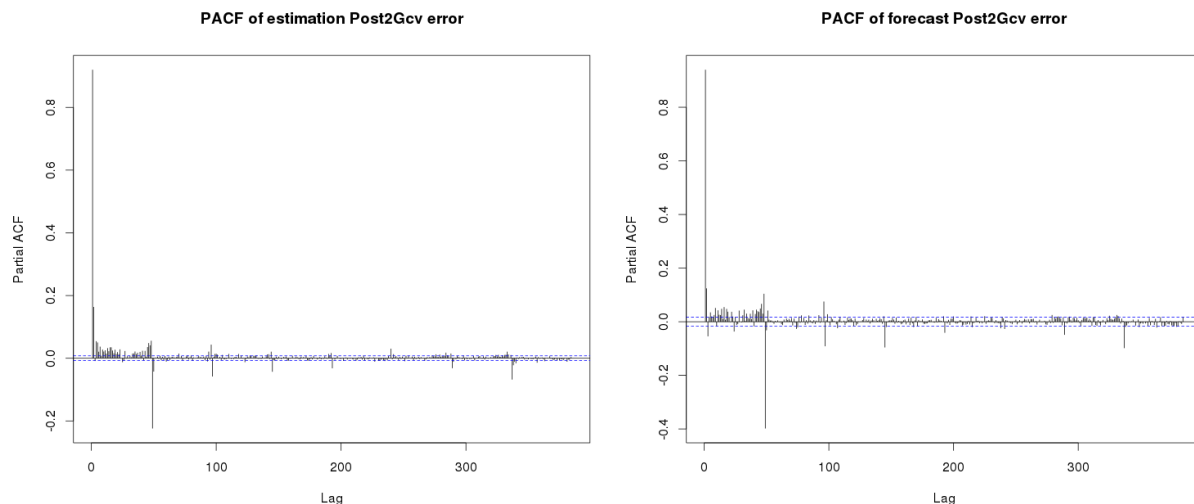 PACF of estimation Post2Gcv error
Partial ACF
0.8
0.6
0.4
0.2
0.0
-0.2
0 100 200 300
Lag
PACF of forecast Post2Gcv error
Partial ACF
0.8
0.6
0.4
0.2
0.0
-0.2
-0.4
0 100 200 300
Lag